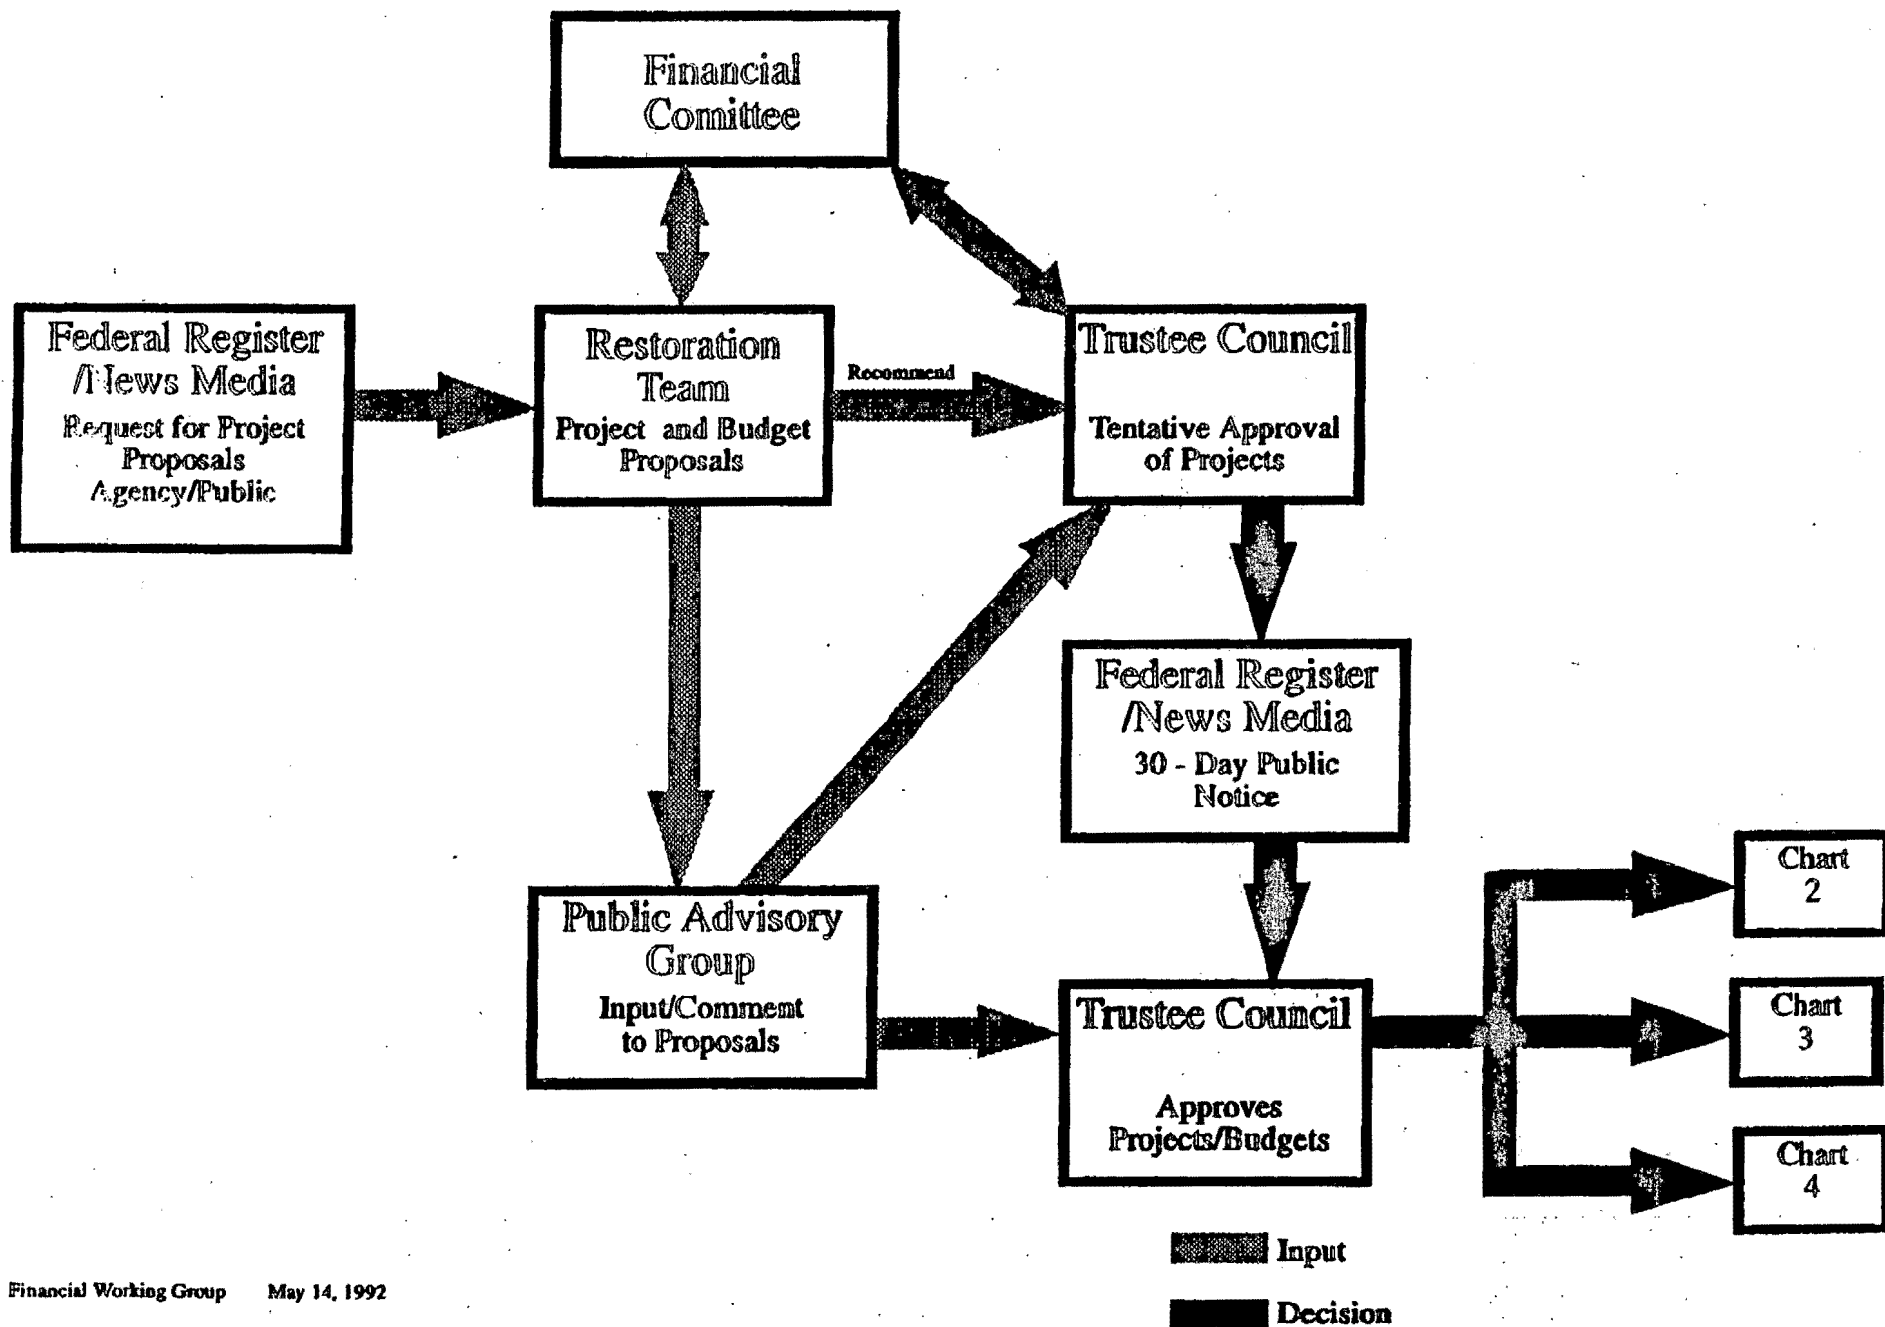 Financial
Comittee
Federal Register
/News Media
Request for Project
Proposals
Agency/Public
Restoration
Team
Project and Budget
Proposals
Recommend
Trustee Council
Tentative Approval
of Projects
Federal Register
/News Media
30 - Day Public
Notice
Public Advisory
Group
Input/Comment
to Proposals
Trustee Council
Approves
Projects/Budgets
Chart
2
Chart
3
Chart
4
Input
Decision
Financial Working Group May 14, 1992